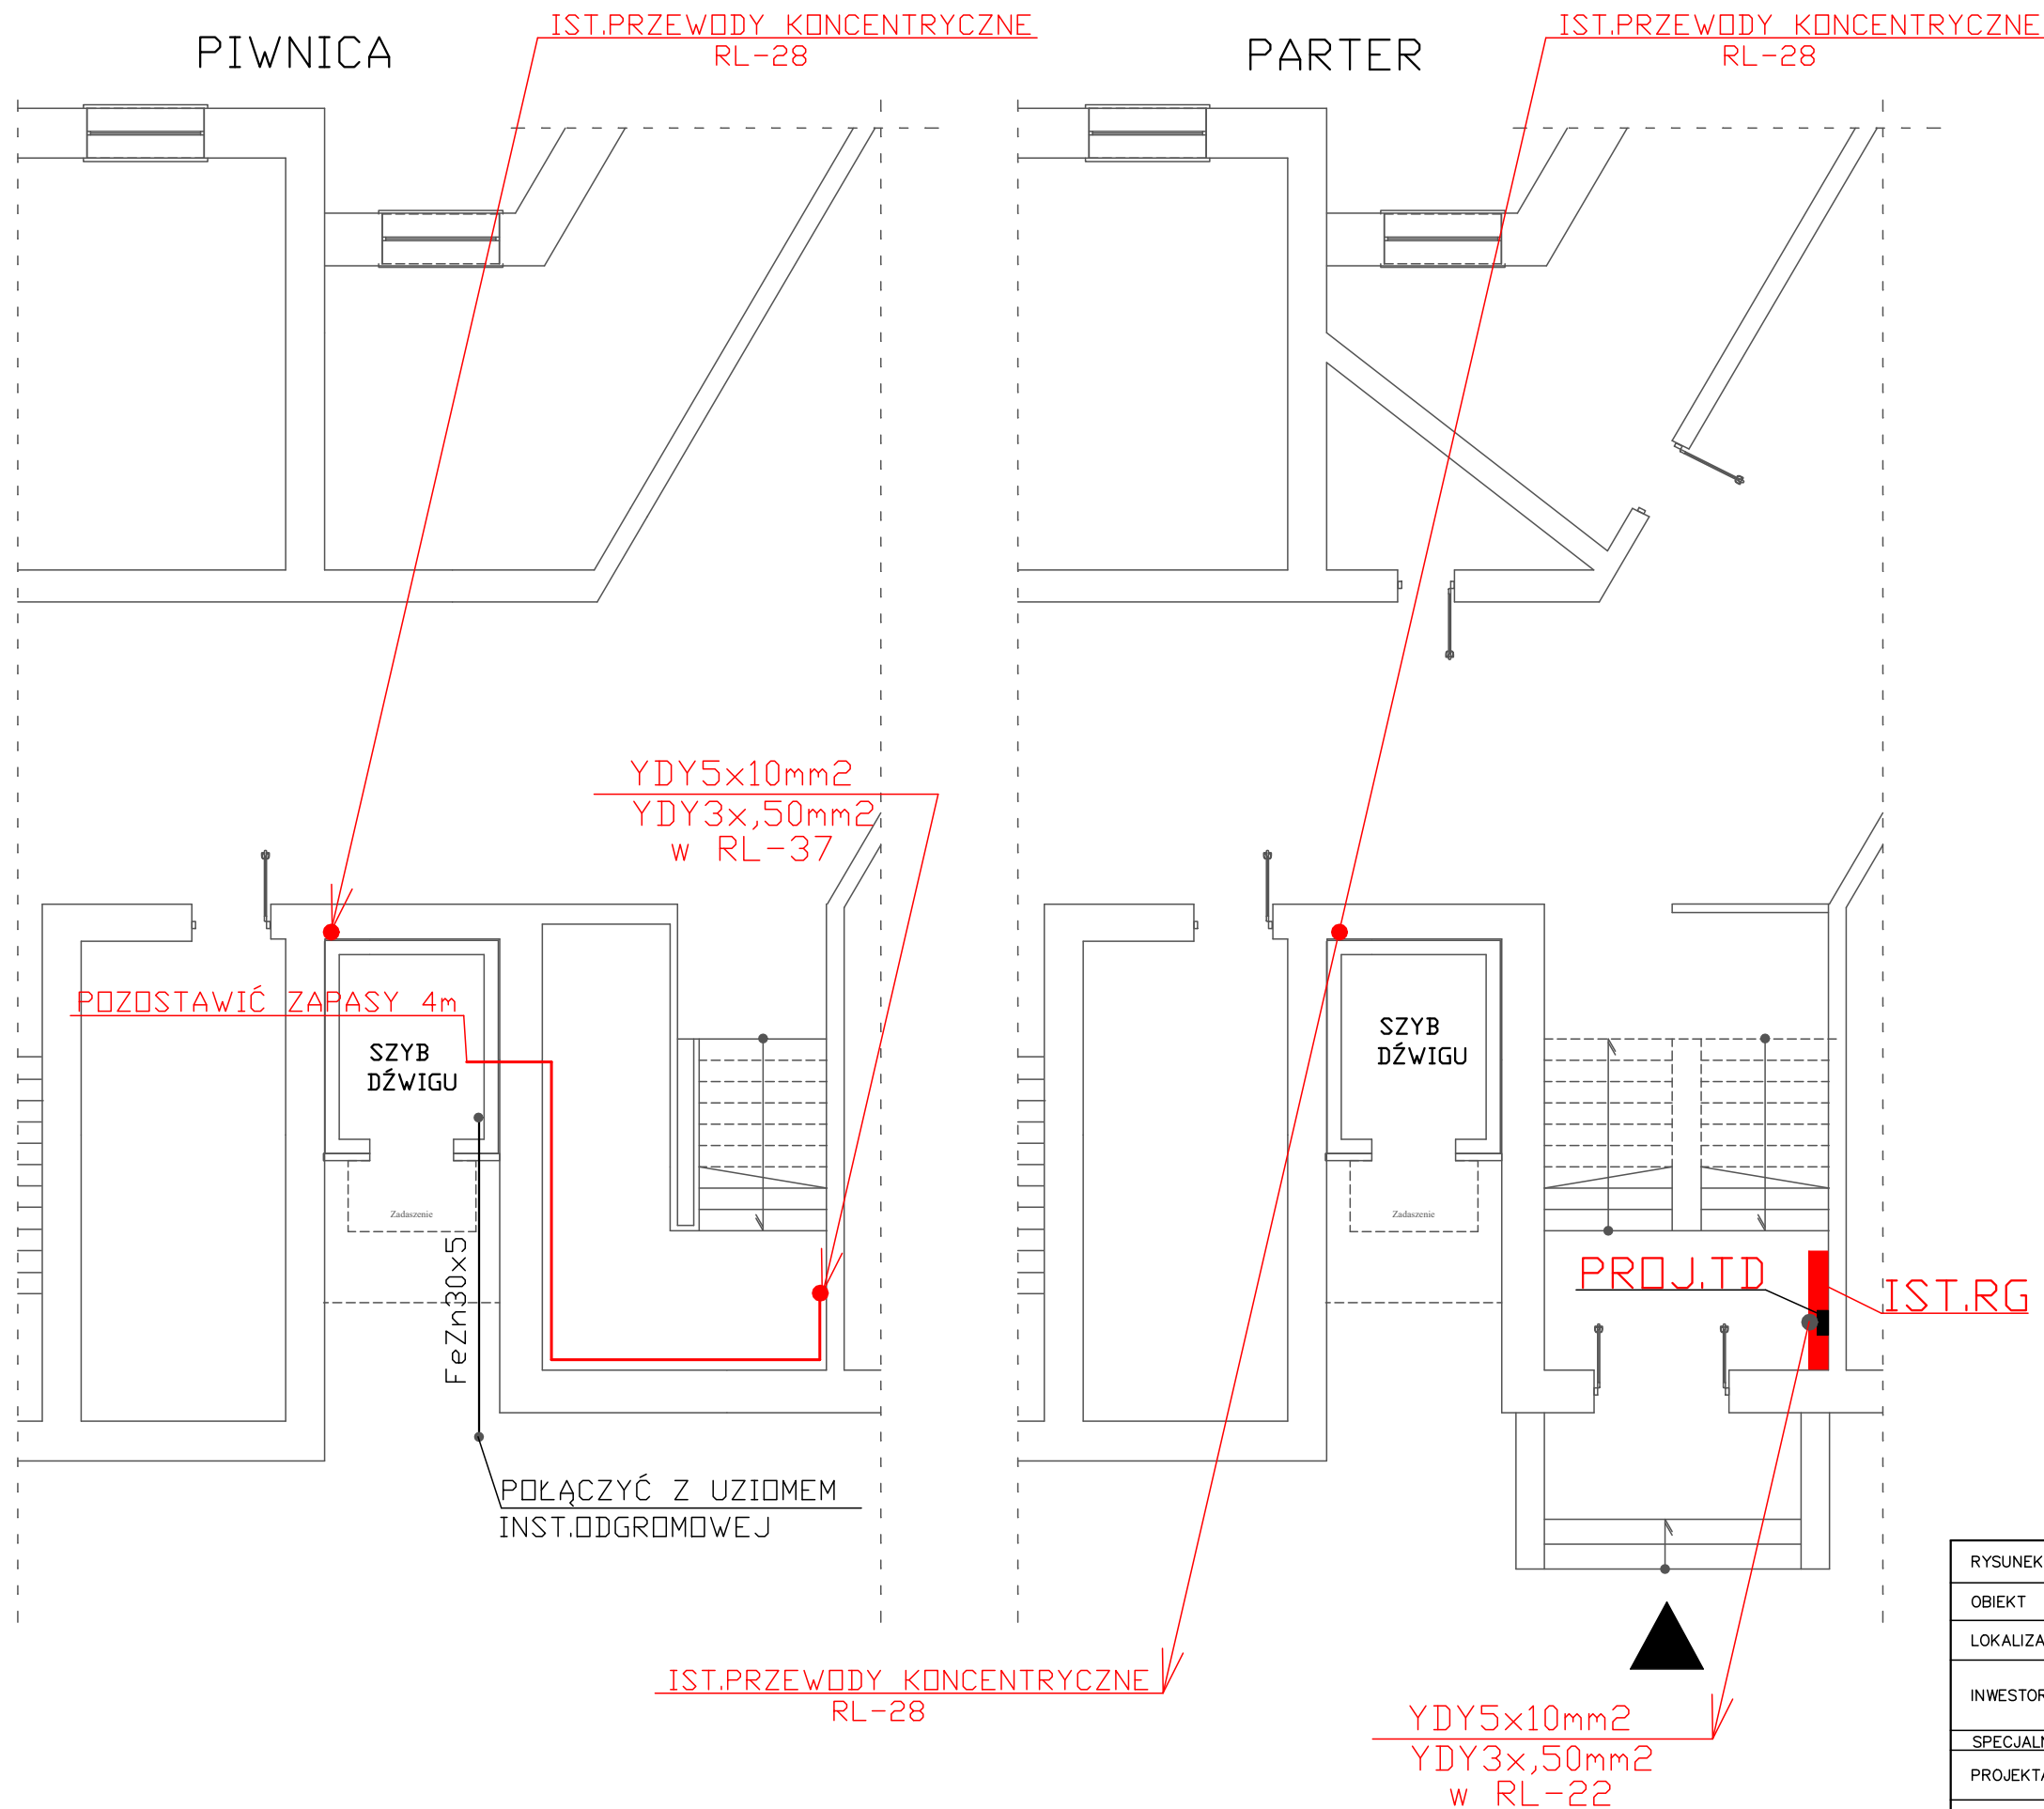 PIWNICA
IST.PRZEWODY KONCENTRYCZNE
RL-28
PARTER
IST.PRZEWODY KONCENTRYCZNE
RL-28
YDY5x10mm2
YDY3x,50mm2
w RL-37
POZOSTAWIĆ ZAPASY 4m
SZYB
DŹWIGU
Zadaszenie
FeZn30x5
POŁĄCZYĆ Z UZIOMEM
INST.ODGROMOWEJ
SZYB
DŹWIGU
Zadaszenie
PROJ.TD
IST.RG
IST.PRZEWODY KONCENTRYCZNE
RL-28
YDY5x10mm2
YDY3x,50mm2
w RL-22
RYSUNEK
OBIEKT
LOKALIZA
INWESTOR
SPECJALN
PROJEKTA